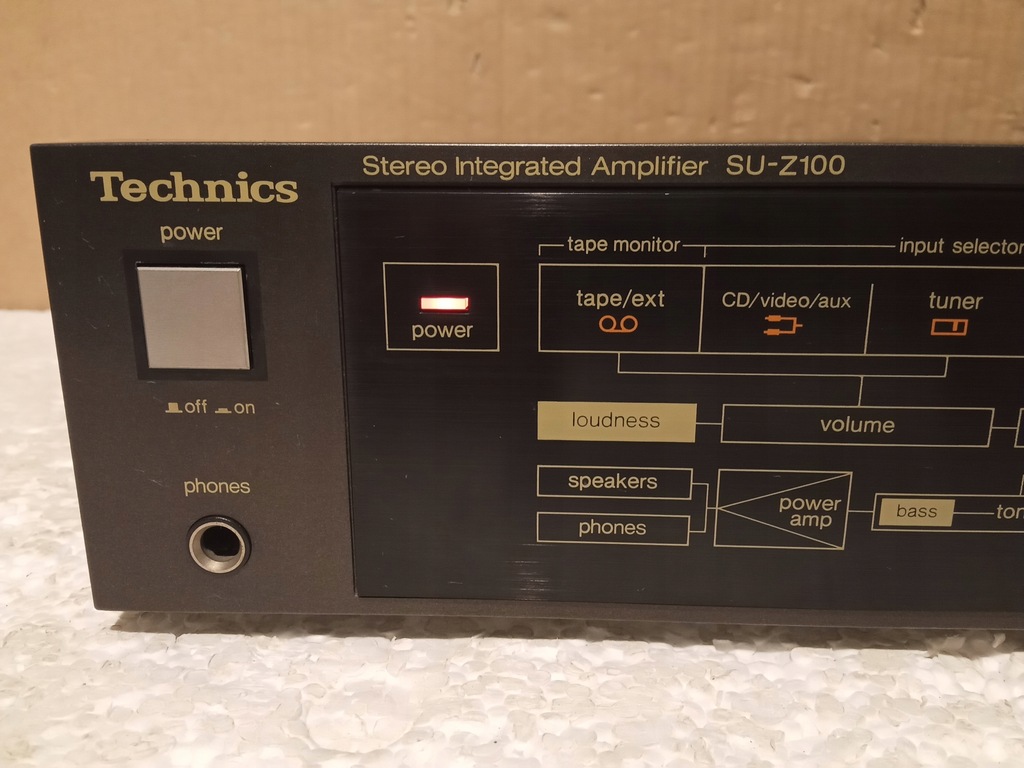 Technics
Stereo Integrated Amplifier SU-Z100
power
off on
phones
power
tape monitor
input selector
tape/ext
CD/video/aux
tuner
loudness
volume
speakers
phones
power
amp
bass